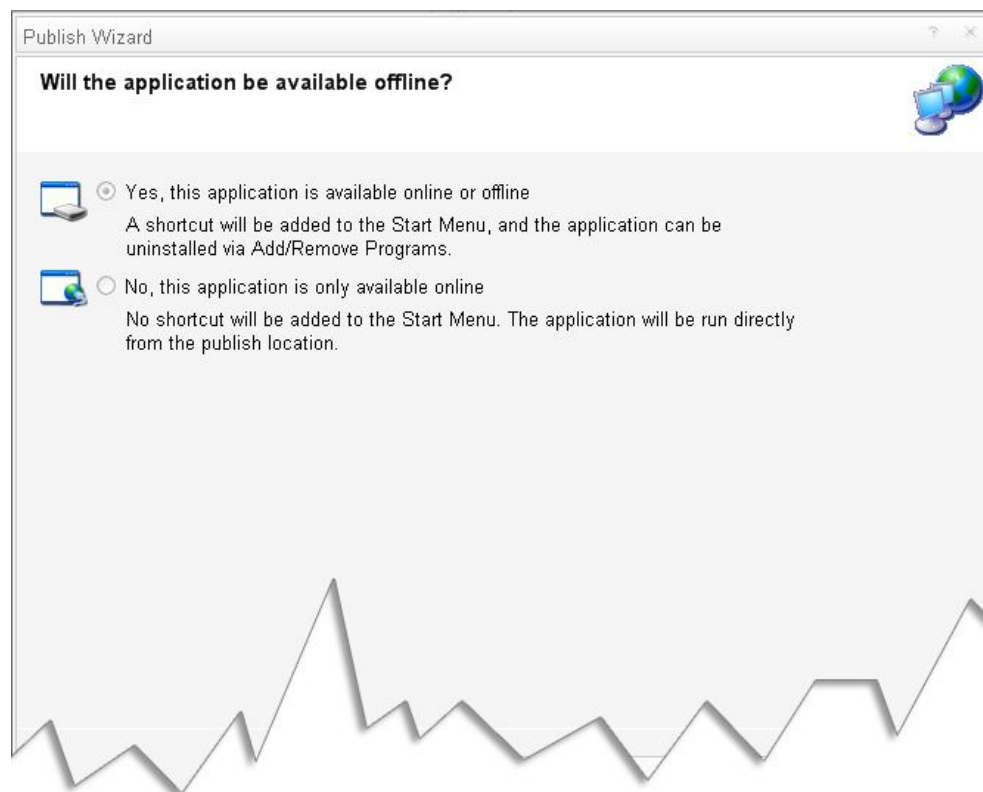 Publish Wizard
Will the application be available offline?
Yes, this application is available online or offline
A shortcut will be added to the Start Menu, and the application can be
uninstalled via Add/Remove Programs.
No, this application is only available online
No shortcut will be added to the Start Menu. The application will be run directly
from the publish location.